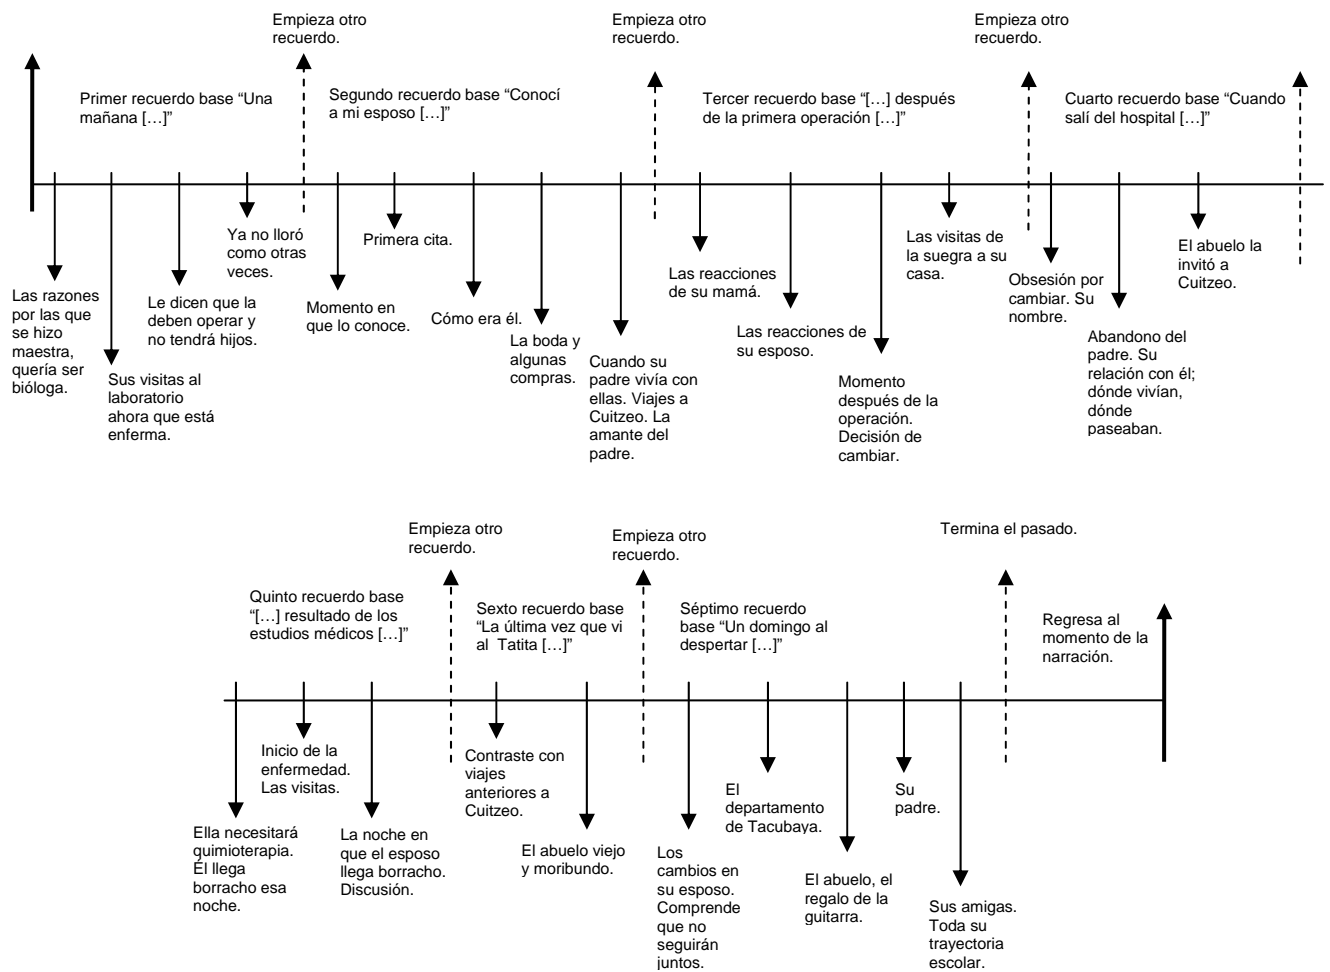 Empieza otro
recuerdo.
Empieza otro
recuerdo.
Empieza otro
recuerdo.
Primer recuerdo base “Una
mañana […]”
Segundo recuerdo base “Conocí
a mi esposo […]”
Tercer recuerdo base “[…] después
de la primera operación […]”
Cuarto recuerdo base “Cuando
salí del hospital […]”
Las razones
por las que
se hizo
maestra,
quería ser
bióloga.
Sus visitas al
laboratorio
ahora que está
enferma.
Le dicen que la
deben operar y
no tendrá hijos.
Ya no lloró
como otras
veces.
Momento en
que lo conoce.
Primera cita.
Cómo era él.
La boda y
algunas
compras.
Cuando su
padre vivía con
ellas. Viajes a
Cuitzeo. La
amante del
padre.
Las reacciones
de su mamá.
Las reacciones de
su esposo.
Momento
después de la
operación.
Decisión de
cambiar.
Las visitas de
la suegra a su
casa.
Obsesión por
cambiar. Su
nombre.
Abandono del
padre. Su
relación con él;
dónde vivían,
dónde
paseaban.
El abuelo la
invitó a
Cuitzeo.
Empieza otro
recuerdo.
Empieza otro
recuerdo.
Termina el pasado.
Quinto recuerdo base
“[…] resultado de los
estudios médicos […]”
Sexto recuerdo base
“La última vez que vi
al Tatita […]”
Séptimo recuerdo
base “Un domingo al
despertar […]”
Regresa al
momento de la
narración.
Ella necesitará
quimioterapia.
Él llega
borracho esa
noche.
Inicio de la
enfermedad.
Las visitas.
La noche en
que el esposo
llega borracho.
Discusión.
Contraste con
viajes
anteriores a
Cuitzeo.
El abuelo viejo
y moribundo.
Los
cambios en
su esposo.
Comprende
que no
seguirán
juntos.
El
departamento
de Tacubaya.
El abuelo, el
regalo de la
guitarra.
Su
padre.
Sus amigas.
Toda su
trayectoria
escolar.